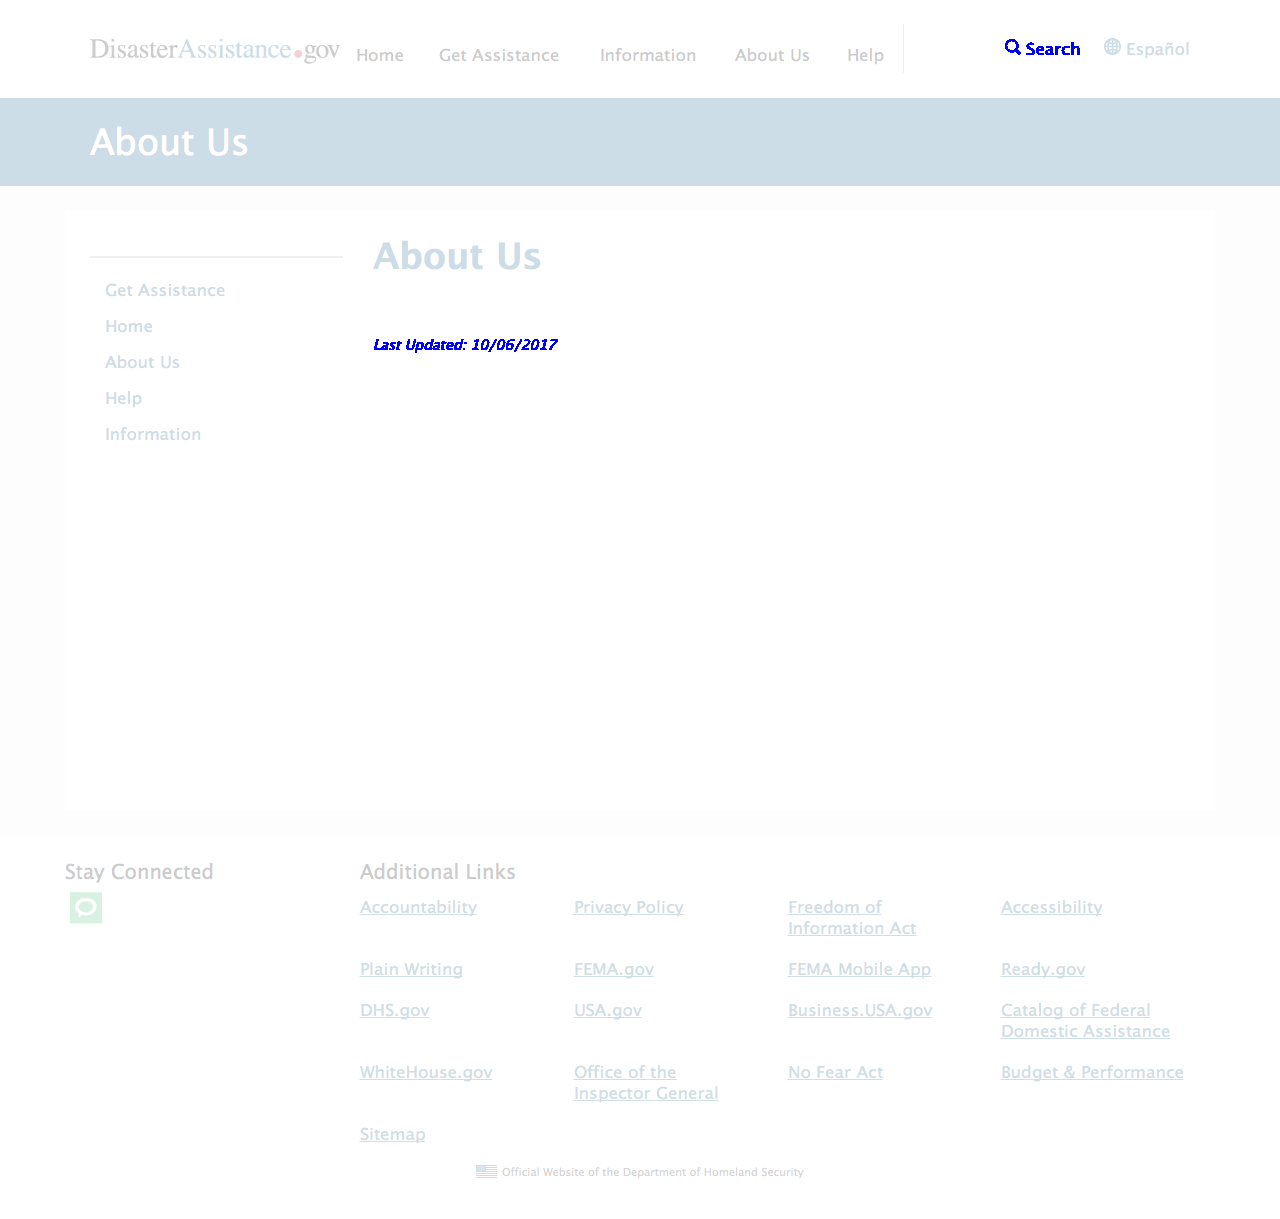 DisasterAssistance.gov Home Get Assistance Information About Us Help Search Español
About Us
About Us
Get Assistance
Home
About Us
Help
Information
Last Updated: 10/06/2017
Stay Connected
Additional Links
Accountability Privacy Policy Freedom of Accessibility
Information Act
Plain Writing FEMA.gov FEMA Mobile App Ready.gov
DHS.gov USA.gov Business.USA.gov Catalog of Federal
Domestic Assistance
WhiteHouse.gov Office of the No Fear Act Budget & Performance
Inspector General
Sitemap
Official Website of the Department of Homeland Security